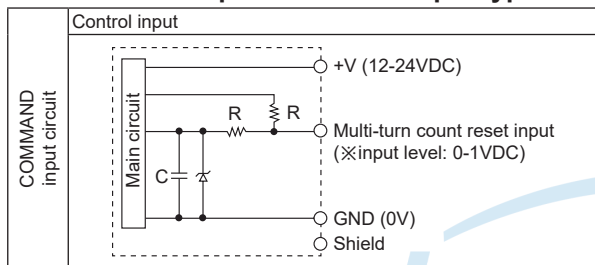 Control input
COMMAND
input circuit
Main circuit
+V (12-24VDC)
R
R
Multi-turn count reset input
(※input level: 0-1VDC)
C
GND (0V)
Shield